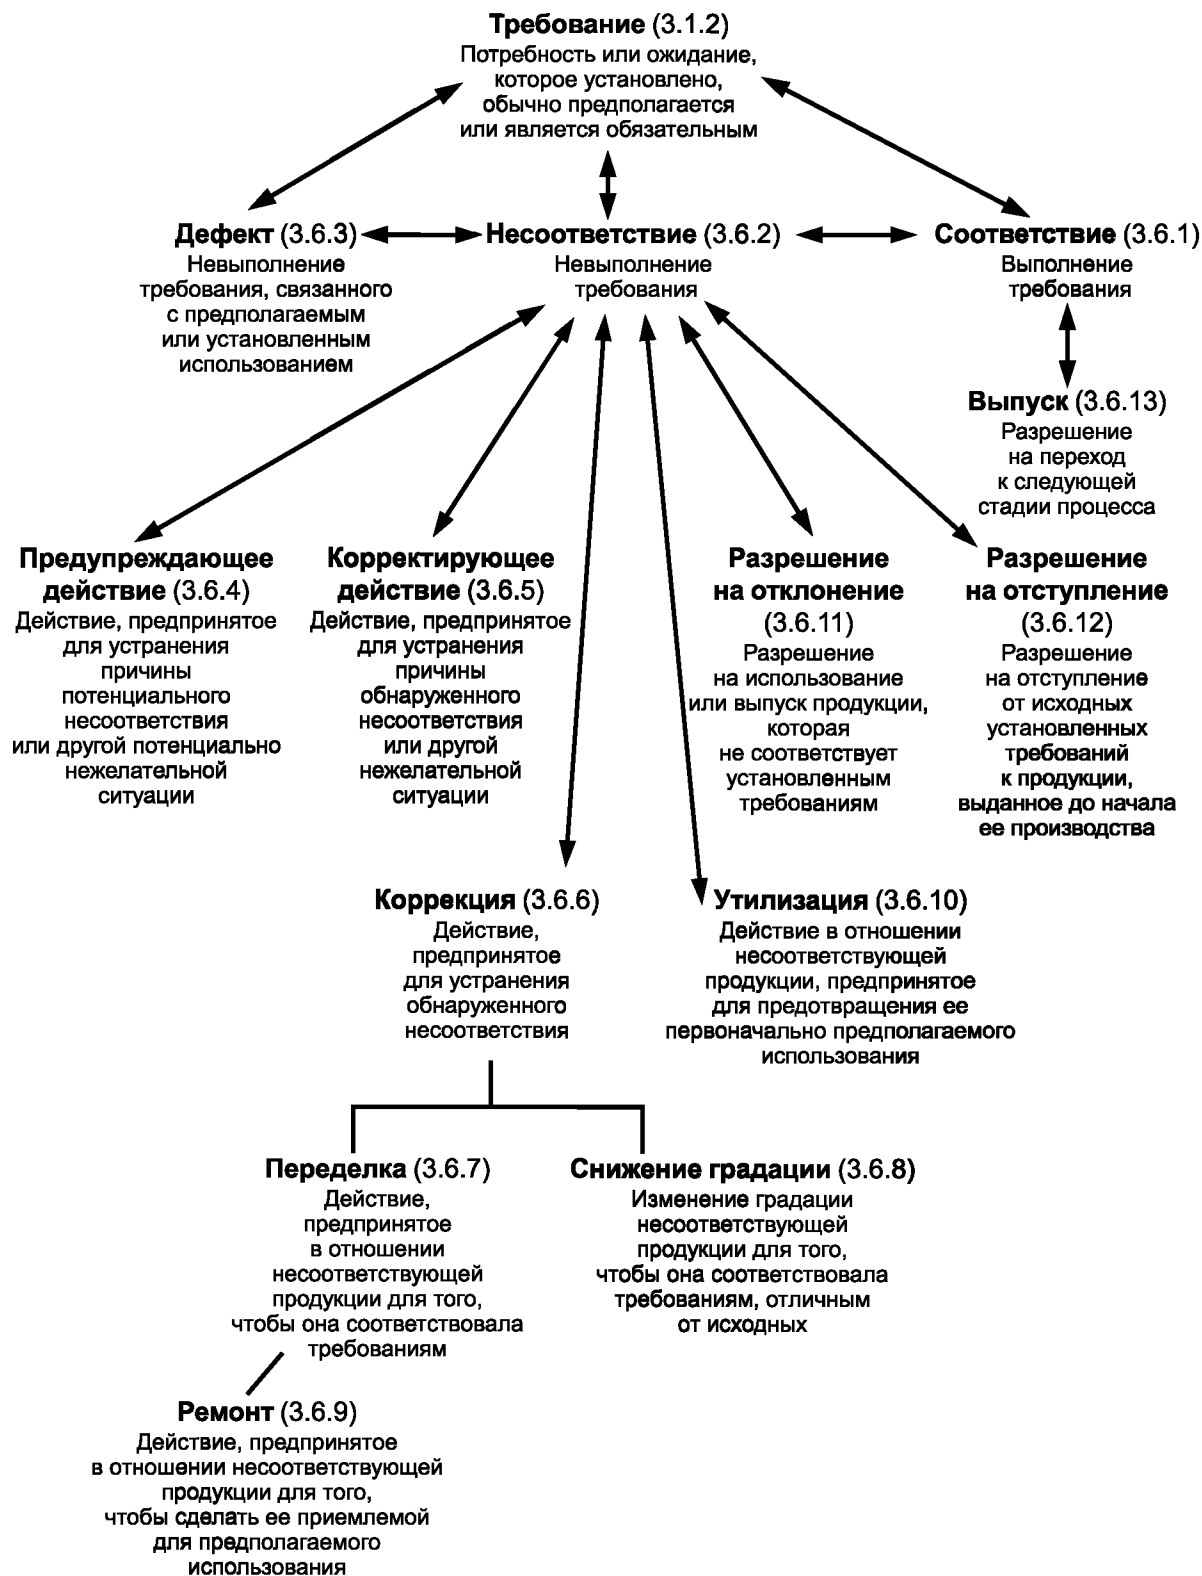 Требование (3.1.2)
Потребность или ожидание,
которое установлено,
обычно предполагается
или является обязательным
Дефект (3.6.3)
Невыполнение
требования, связанного
с предполагаемым
или установленным
использованием
Несоответствие (3.6.2)
Невыполнение
требования
Соответствие (3.6.1)
Выполнение
требования
Выпуск (3.6.13)
Разрешение
на переход
к следующей
стадии процесса
Предупреждающее
действие (3.6.4)
Действие, предпринятое
для устранения
причины
потенциального
несоответствия
или другой потенциально
нежелательной
ситуации
Корректирующее
действие (3.6.5)
Действие, предпринятое
для устранения
причины
обнаруженного
несоответствия
или другой
нежелательной
ситуации
Разрешение
на отклонение
(3.6.11)
Разрешение
на использование
или выпуск продукции,
которая
не соответствует
установленным
требованиям
Разрешение
на отступление
(3.6.12)
Разрешение
на отступление
от исходных
установленных
требований
к продукции,
выданное до начала
ее производства
Коррекция (3.6.6)
Действие,
предпринятое
для устранения
обнаруженного
несоответствия
Утилизация (3.6.10)
Действие в отношении
несоответствующей
продукции, предпринятое
для предотвращения ее
первоначально предполагаемого
использования
Переделка (3.6.7)
Действие,
предпринятое
в отношении
несоответствующей
продукции для того,
чтобы она соответствовала
требованиям
Снижение градации (3.6.8)
Изменение градации
несоответствующей
продукции для того,
чтобы она соответствовала
требованиям, отличным
от исходных
Ремонт (3.6.9)
Действие, предпринятое
в отношении несоответствующей
продукции для того,
чтобы сделать ее приемлемой
для предполагаемого
использования